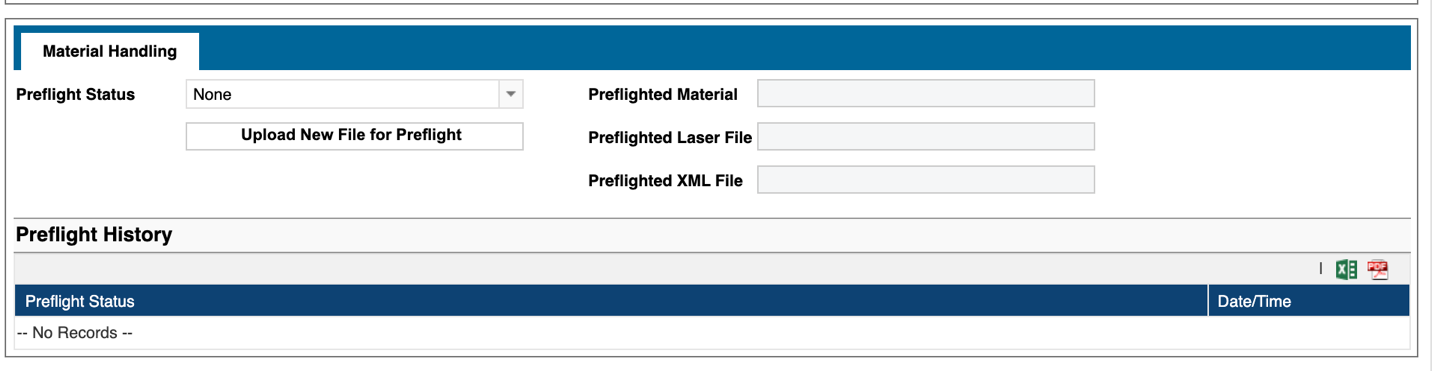 Material Handling
Preflight Status
None
Preflighted Material
Upload New File for Preflight
Preflighted Laser File
Preflighted XML File
Preflight History
PDF
Preflight Status
Date/Time
-- No Records --